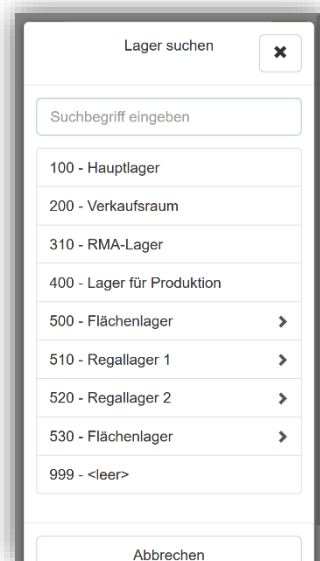 Lager suchen
Suchbegriff eingeben
100 - Hauptlager
200 - Verkaufsraum
310 - RMA-Lager
400 - Lager für Produktion
500 - Flächenlager
510 - Regallager 1
520 - Regallager 2
530 - Flächenlager
999 - <leer>
Abbrechen